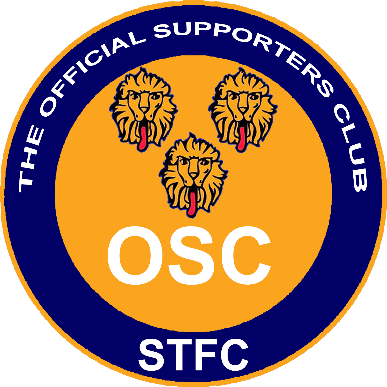 THE OFFICIAL SUPPORTERS CLUB
OSC
STFC